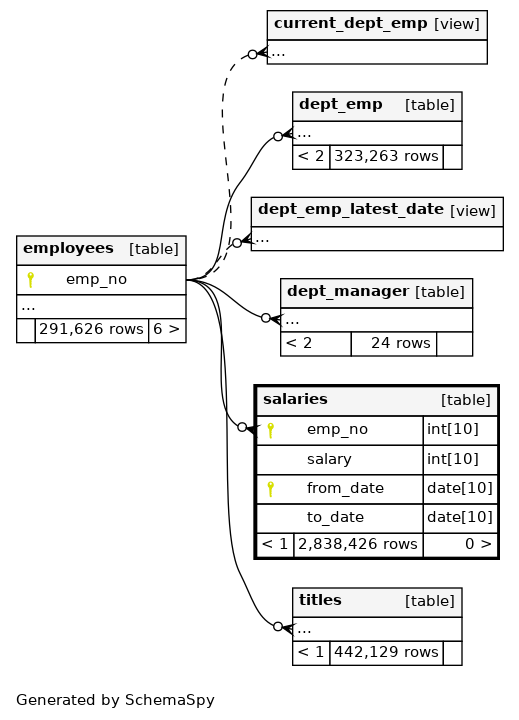 current_dept_emp [view]
...
dept_emp [table]
...
< 2 323,263 rows
dept_emp_latest_date [view]
...
employees [table]
emp_no
...
291,626 rows 6 >
dept_manager [table]
...
< 2 24 rows
salaries [table]
emp_no int[10]
salary int[10]
from_date date[10]
to_date date[10]
< 1 2,838,426 rows 0 >
titles [table]
...
< 1 442,129 rows
Generated by SchemaSpy